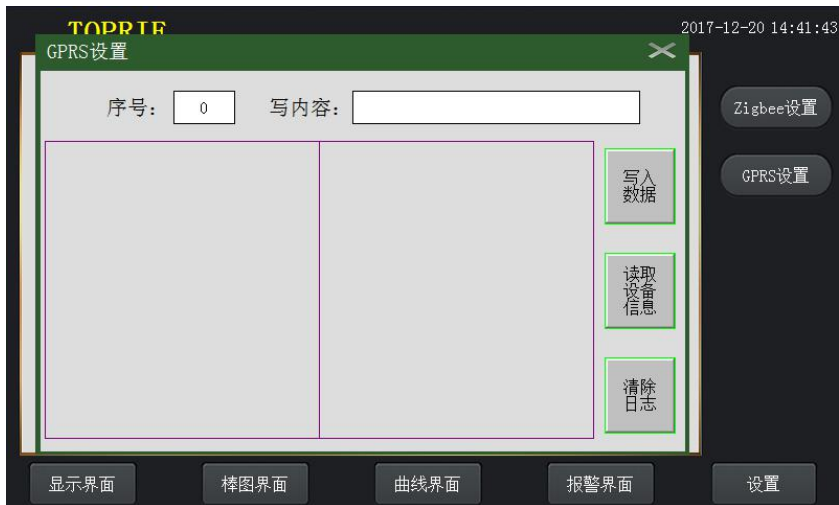 TOPRIE
2017-12-20 14:41:43
GPRS设置
序号:
0
写内容:
Zigbee设置
GPRS设置
写入
数据
读取
设备
信息
清除
日志
显示界面
棒图界面
曲线界面
报警界面
设置